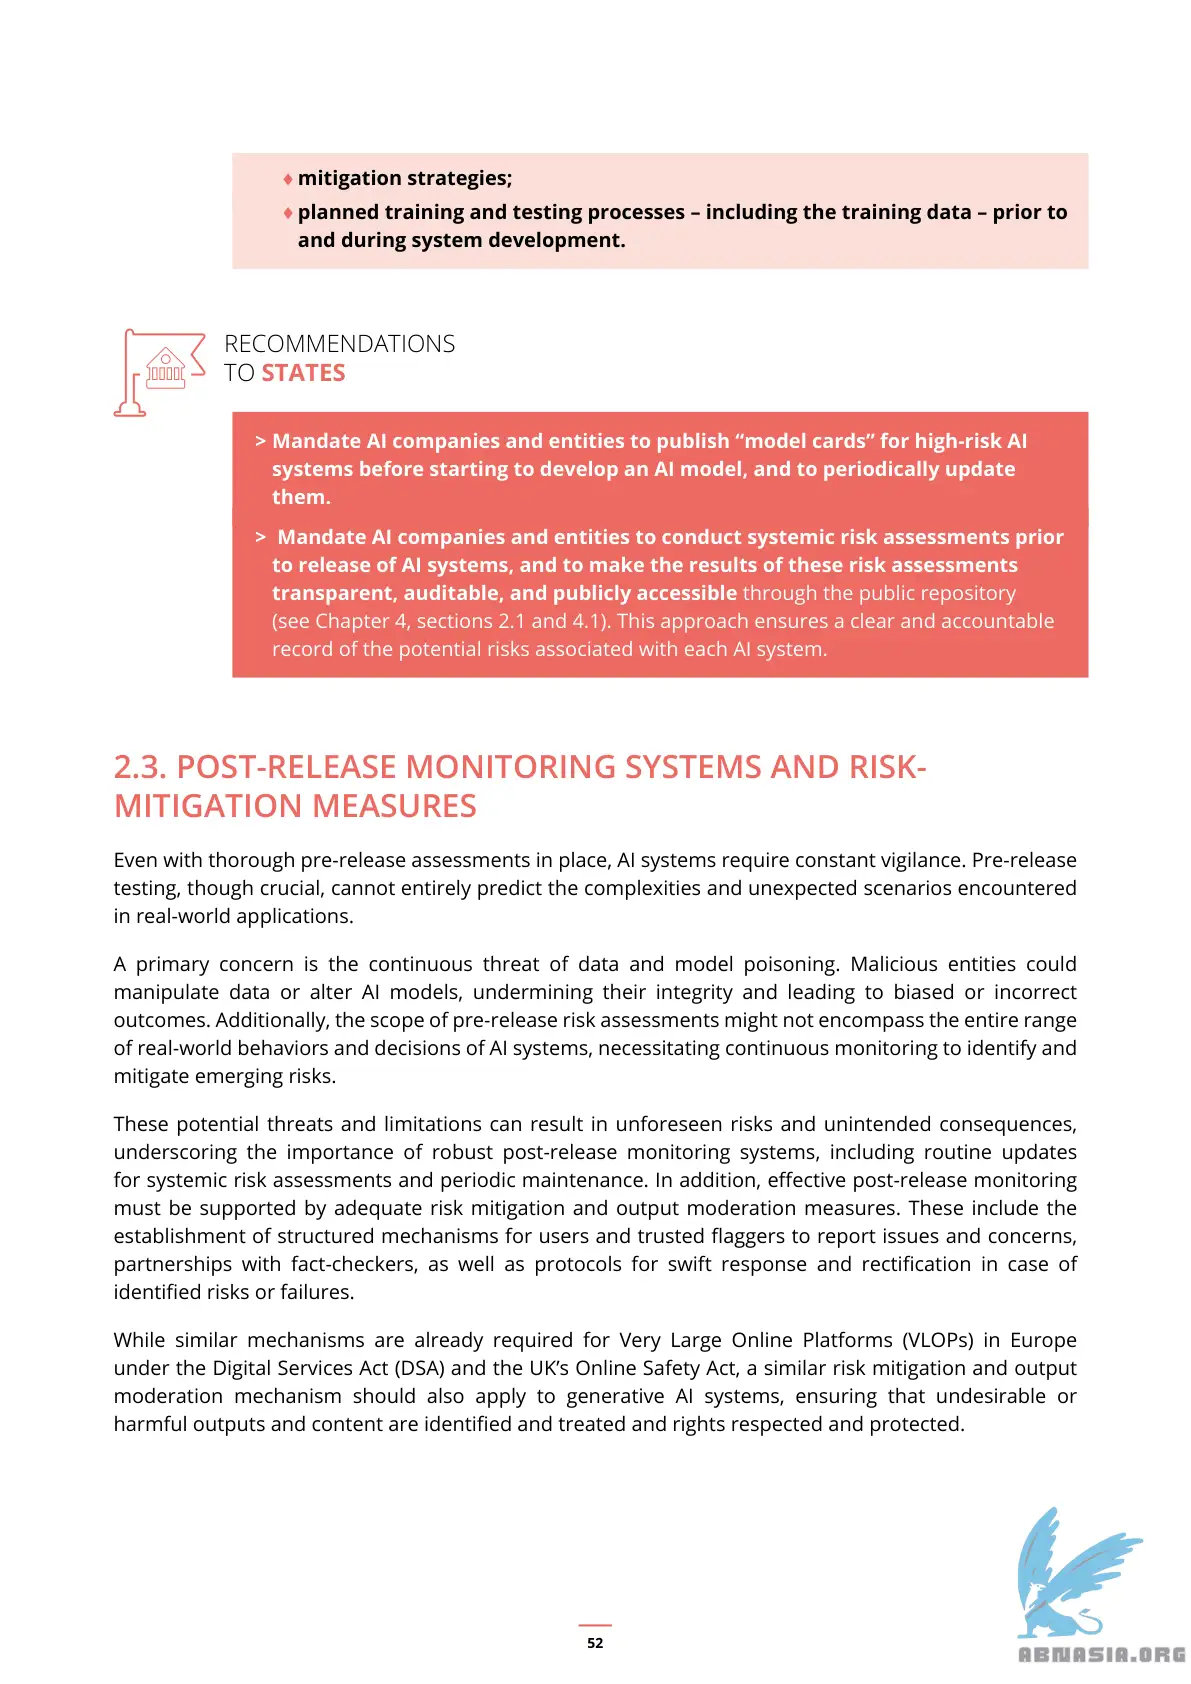 ♦ mitigation strategies;
♦ planned training and testing processes – including the training data – prior to
and during system development.
RECOMMENDATIONS
TO STATES
> Mandate AI companies and entities to publish “model cards” for high-risk AI
systems before starting to develop an AI model, and to periodically update
them.
> Mandate AI companies and entities to conduct systemic risk assessments prior
to release of AI systems, and to make the results of these risk assessments
transparent, auditable, and publicly accessible through the public repository
(see Chapter 4, sections 2.1 and 4.1). This approach ensures a clear and accountable
record of the potential risks associated with each AI system.
2.3. POST-RELEASE MONITORING SYSTEMS AND RISK-
MITIGATION MEASURES
Even with thorough pre-release assessments in place, AI systems require constant vigilance. Pre-release
testing, though crucial, cannot entirely predict the complexities and unexpected scenarios encountered
in real-world applications.
A primary concern is the continuous threat of data and model poisoning. Malicious entities could
manipulate data or alter AI models, undermining their integrity and leading to biased or incorrect
outcomes. Additionally, the scope of pre-release risk assessments might not encompass the entire range
of real-world behaviors and decisions of AI systems, necessitating continuous monitoring to identify and
mitigate emerging risks.
These potential threats and limitations can result in unforeseen risks and unintended consequences,
underscoring the importance of robust post-release monitoring systems, including routine updates
for systemic risk assessments and periodic maintenance. In addition, effective post-release monitoring
must be supported by adequate risk mitigation and output moderation measures. These include the
establishment of structured mechanisms for users and trusted flaggers to report issues and concerns,
partnerships with fact-checkers, as well as protocols for swift response and rectification in case of
identified risks or failures.
While similar mechanisms are already required for Very Large Online Platforms (VLOPs) in Europe
under the Digital Services Act (DSA) and the UK’s Online Safety Act, a similar risk mitigation and output
moderation mechanism should also apply to generative AI systems, ensuring that undesirable or
harmful outputs and content are identified and treated and rights respected and protected.
52
ABNASIA.ORG